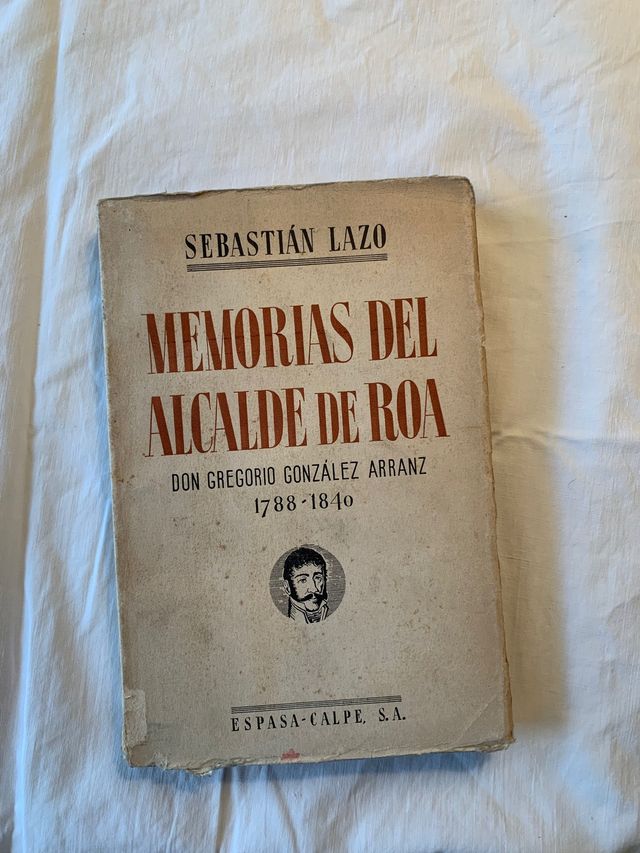 SEBASTIÁN LAZO
MEMORIAS DEL
ALCALDE DE ROA
DON GREGORIO GONZÁLEZ ARRANZ
1788-1840
ESPASA-CALPE, S.A.